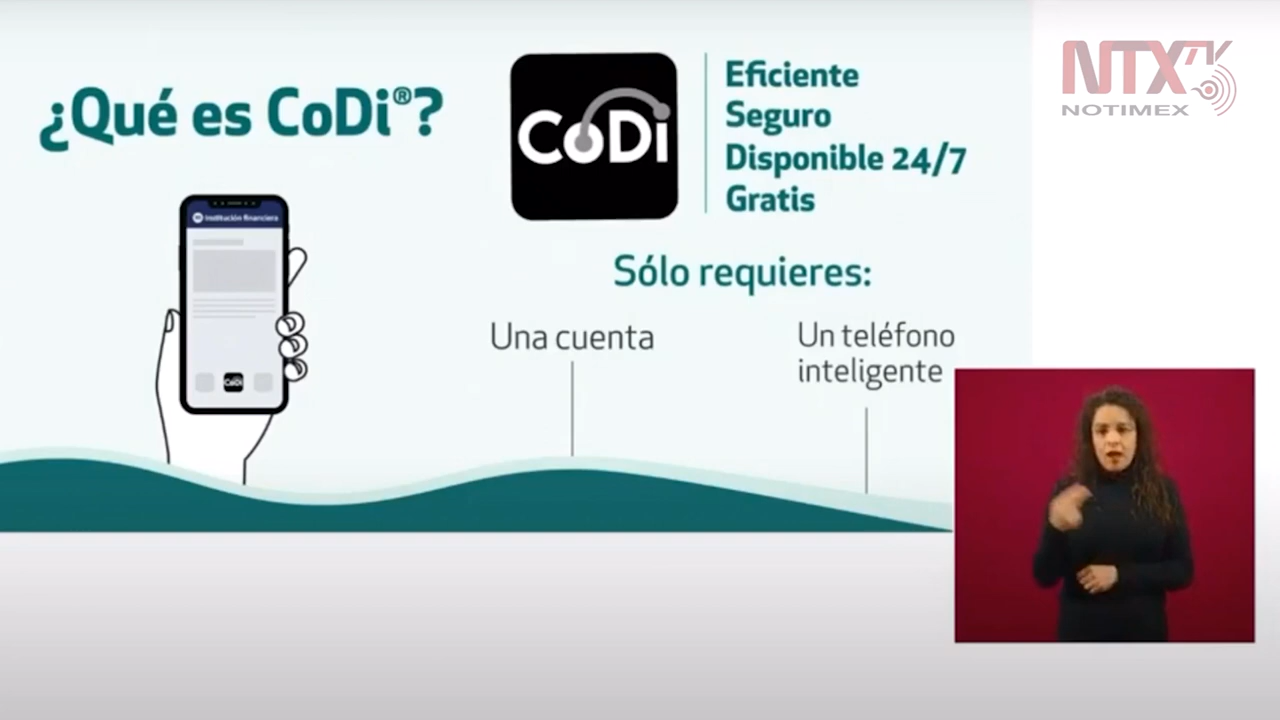 ¿Qué es CoDi®?
CoDi
Eficiente
Seguro
Disponible 24/7
Gratis
NTX TV
NOTIMEX
Institución financiera
CoDi
Sólo requieres:
Una cuenta
Un teléfono
inteligente